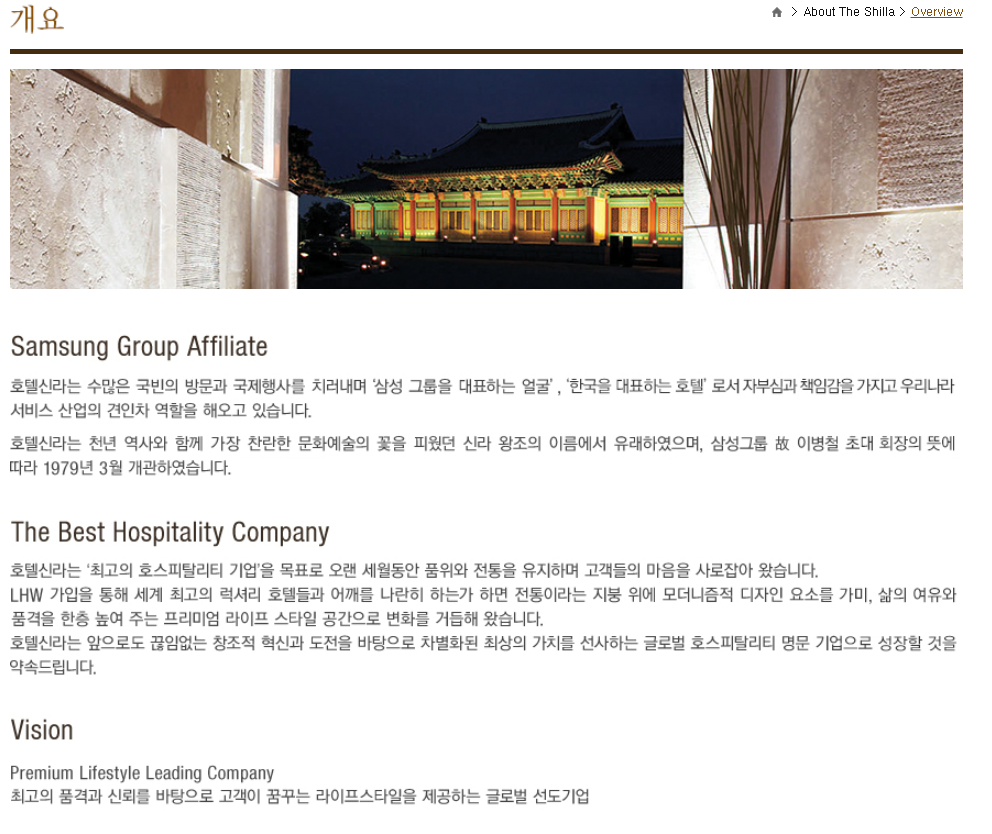 개요
> About The Shilla > Overview
Samsung Group Affiliate
호텔신라는 수많은 국빈의 방문과 국제행사를 치러내며 ‘삼성 그룹을 대표하는 얼굴’ , ‘한국을 대표하는 호텔’ 로서 자부심과 책임감을 가지고 우리나라
서비스 산업의 견인차 역할을 해오고 있습니다.
호텔신라는 천년 역사와 함께 가장 찬란한 문화예술의 꽃을 피웠던 신라 왕조의 이름에서 유래하였으며, 삼성그룹 故 이병철 초대 회장의 뜻에
따라 1979년 3월 개관하였습니다.
The Best Hospitality Company
호텔신라는 ‘최고의 호스피탈리티 기업’을 목표로 오랜 세월동안 품위와 전통을 유지하며 고객들의 마음을 사로잡아 왔습니다.
LHW 가입을 통해 세계 최고의 럭셔리 호텔들과 어깨를 나란히 하는가 하면 전통이라는 지붕 위에 모더니즘적 디자인 요소를 가미, 삶의 여유와
품격을 한층 높여 주는 프리미엄 라이프 스타일 공간으로 변화를 거듭해 왔습니다.
호텔신라는 앞으로도 끊임없는 창조적 혁신과 도전을 바탕으로 차별화된 최상의 가치를 선사하는 글로벌 호스피탈리티 명문 기업으로 성장할 것을
약속드립니다.
Vision
Premium Lifestyle Leading Company
최고의 품격과 신뢰를 바탕으로 고객이 꿈꾸는 라이프스타일을 제공하는 글로벌 선도기업